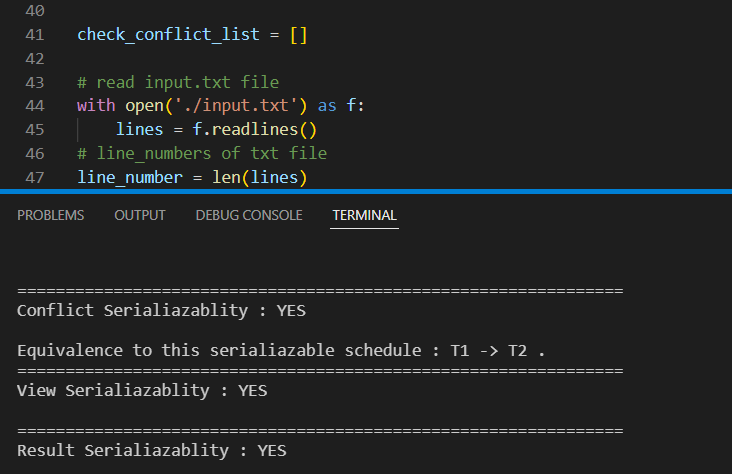 40
41 check_conflict_list = []
42
43 # read input.txt file
44 with open('./input.txt') as f:
45 lines = f.readlines()
46 # line_numbers of txt file
47 line_number = len(lines)
PROBLEMS OUTPUT DEBUG CONSOLE TERMINAL
===============================================================
Conflict Serialiazablity : YES
Equivalence to this serialiazable schedule : T1 -> T2 .
===============================================================
View Serialiazablity : YES
===============================================================
Result Serialiazablity : YES